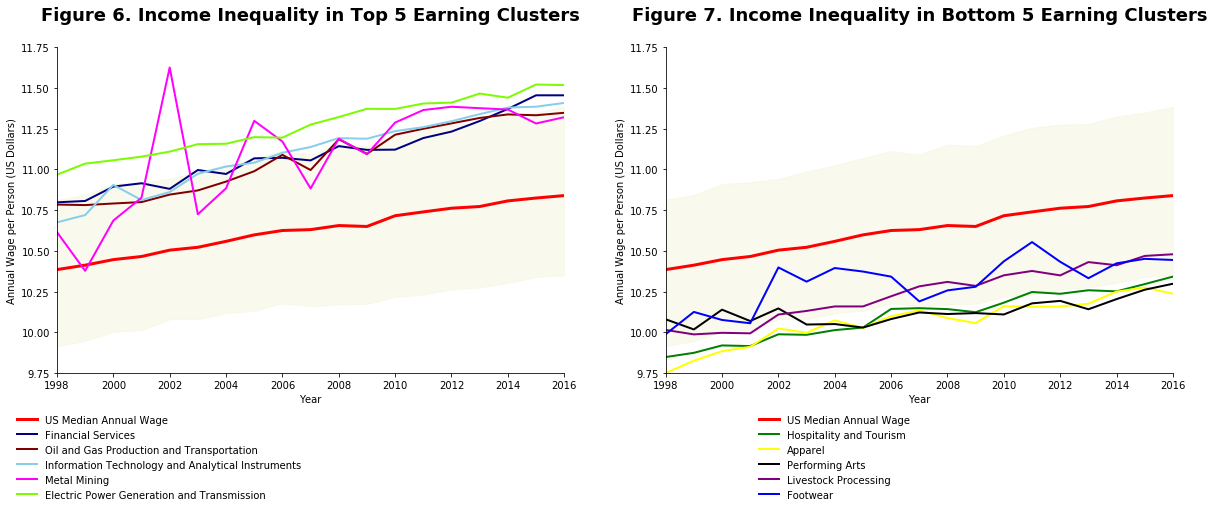 Figure 6. Income Inequality in Top 5 Earning Clusters
11.75
11.50
11.25
11.00
10.75
10.50
10.25
10.00
9.75
Annual Wage per Person (US Dollars)
1998 2000 2002 2004 2006 2008 2010 2012 2014 2016
Year
US Median Annual Wage
Financial Services
Oil and Gas Production and Transportation
Information Technology and Analytical Instruments
Metal Mining
Electric Power Generation and Transmission
Figure 7. Income Inequality in Bottom 5 Earning Clusters
11.75
11.50
11.25
11.00
10.75
10.50
10.25
10.00
9.75
Annual Wage per Person (US Dollars)
1998 2000 2002 2004 2006 2008 2010 2012 2014 2016
Year
US Median Annual Wage
Hospitality and Tourism
Apparel
Performing Arts
Livestock Processing
Footwear